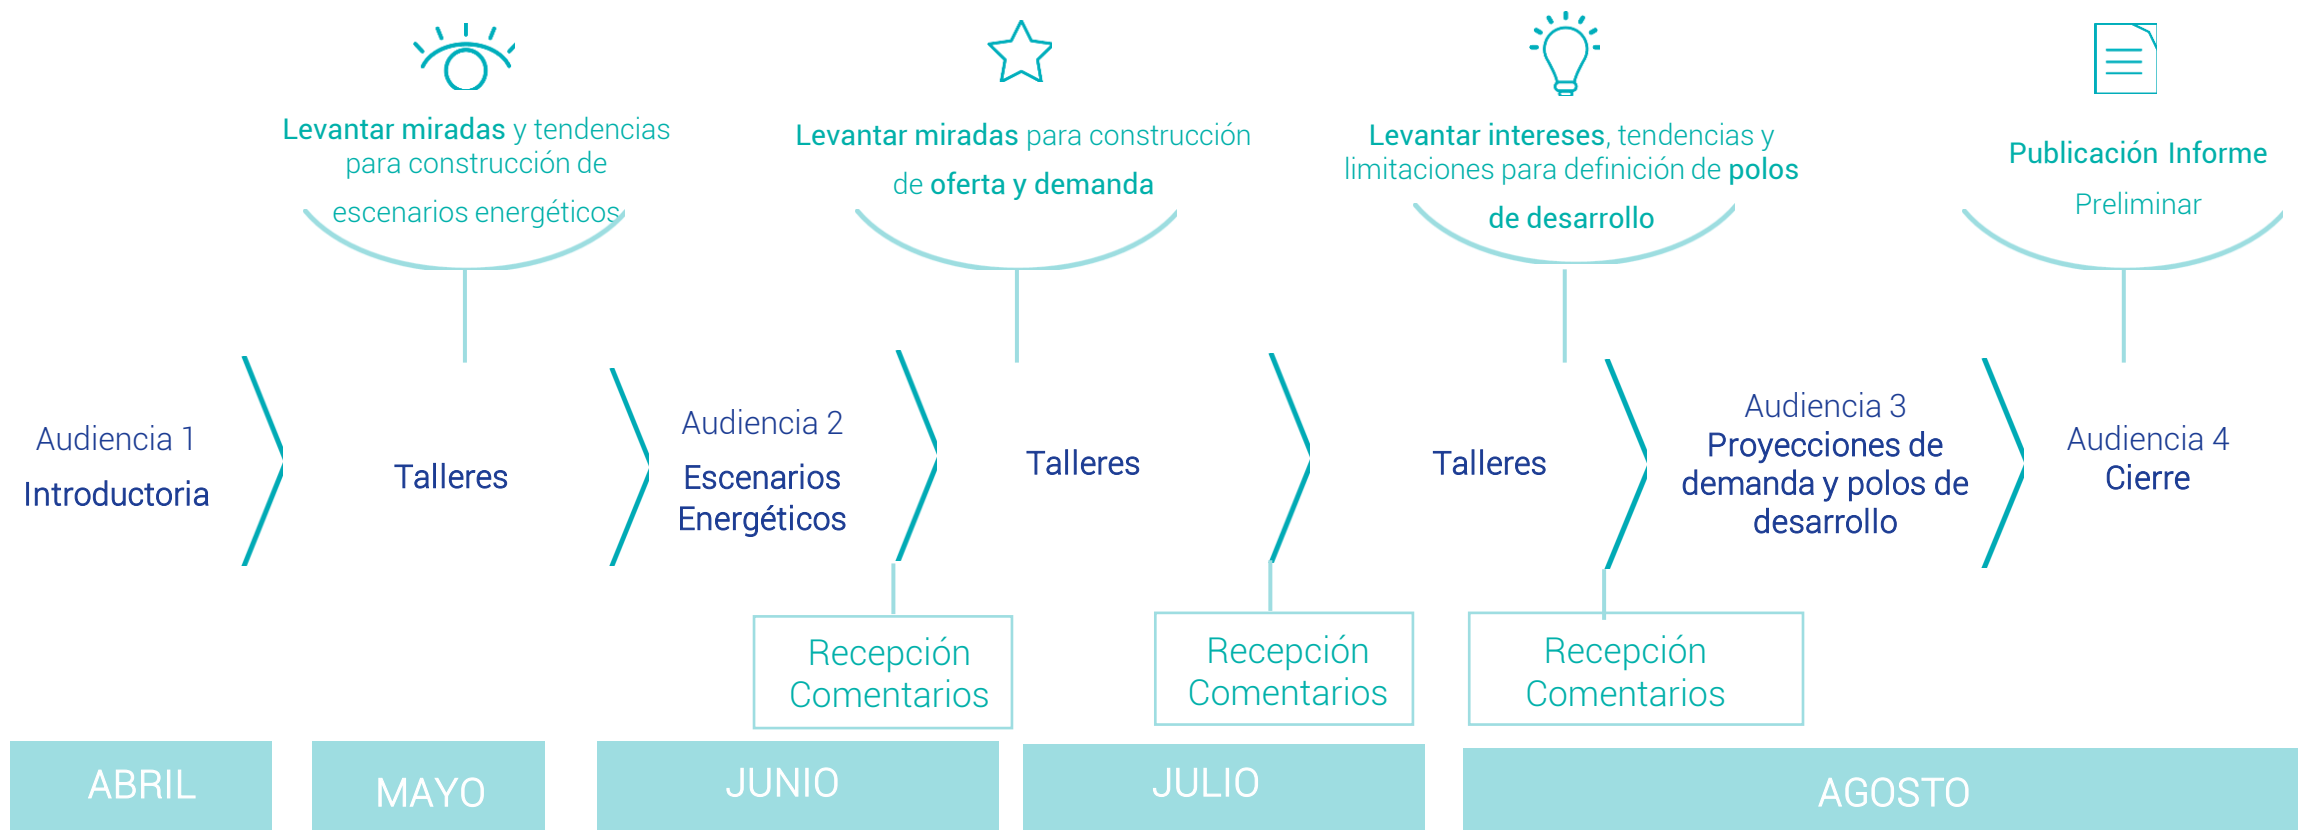 Levantar miradas y tendencias
para construcción de
escenarios energéticos
Levantar miradas para construcción
de oferta y demanda
Levantar intereses, tendencias y
limitaciones para definición de polos
de desarrollo
Publicación Informe
Preliminar
Audiencia 1
Introductoria
Talleres
Audiencia 2
Escenarios
Energéticos
Talleres
Talleres
Audiencia 3
Proyecciones de
demanda y polos de
desarrollo
Audiencia 4
Cierre
Recepción
Comentarios
Recepción
Comentarios
Recepción
Comentarios
ABRIL
MAYO
JUNIO
JULIO
AGOSTO